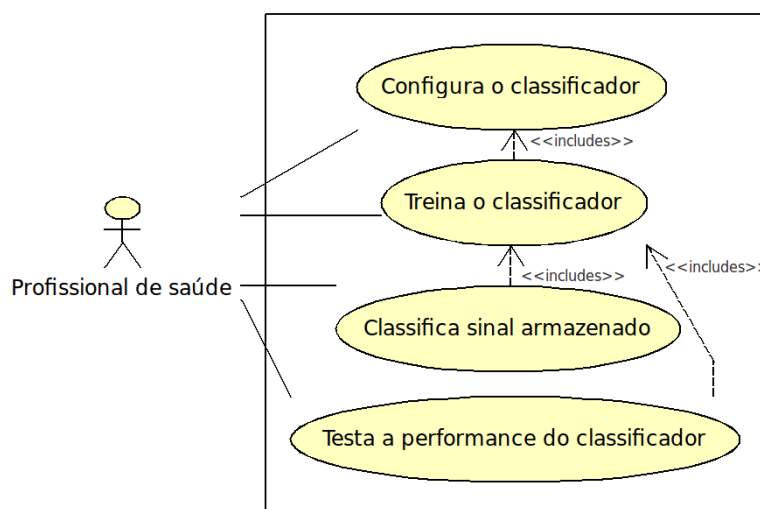 Configura o classificador
<<includes>>
Treina o classificador
<<includes>>
<<includes>>
Profissional de saúde
Classifica sinal armazenado
Testa a performance do classificador